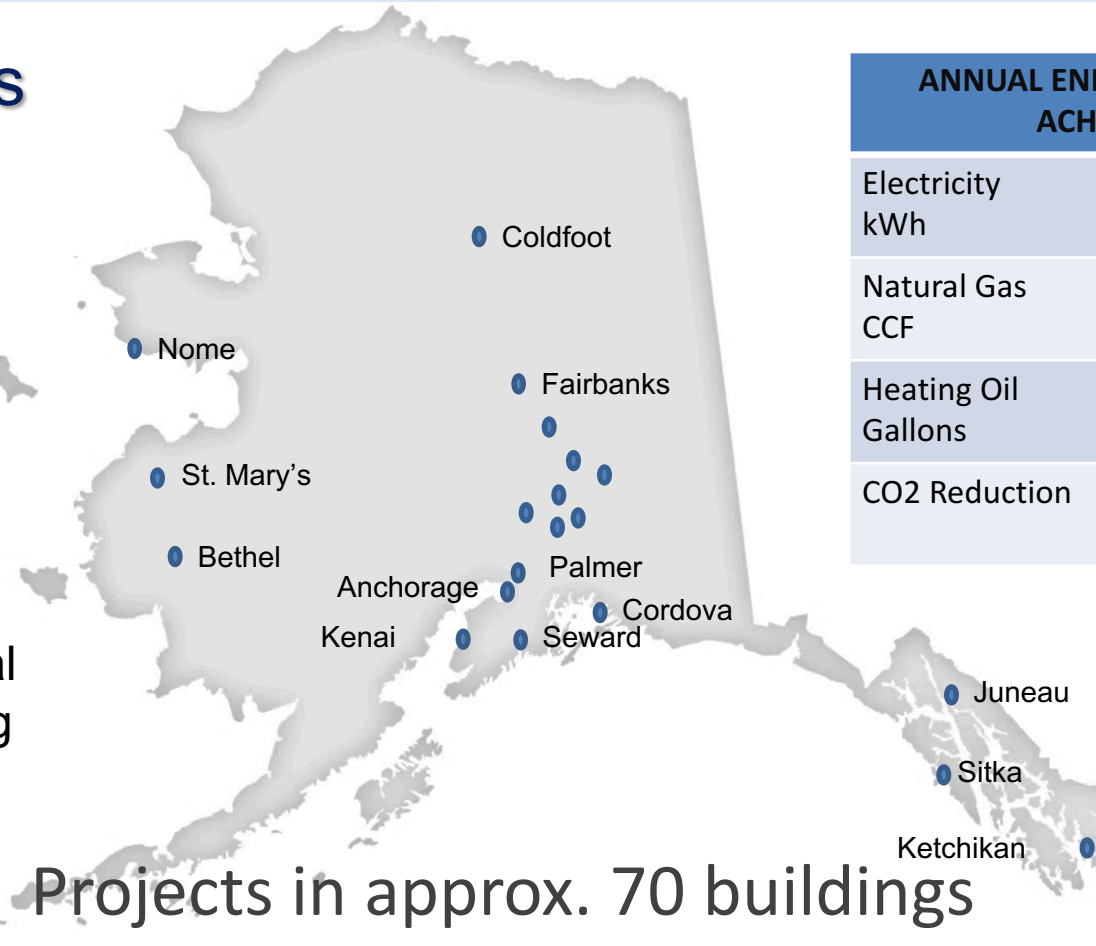 s
ANNUAL
ACH
Electricity
kWh
Natural Gas
CCF
Heating Oil
Gallons
CO2 Reduction
Coldfoot
Nome
Fairbanks
St. Mary’s
Bethel
Palmer
Anchorage
Cordova
Kenai
Seward
al
g
Juneau
Sitka
Ketchikan
Projects in approx. 70 buildings